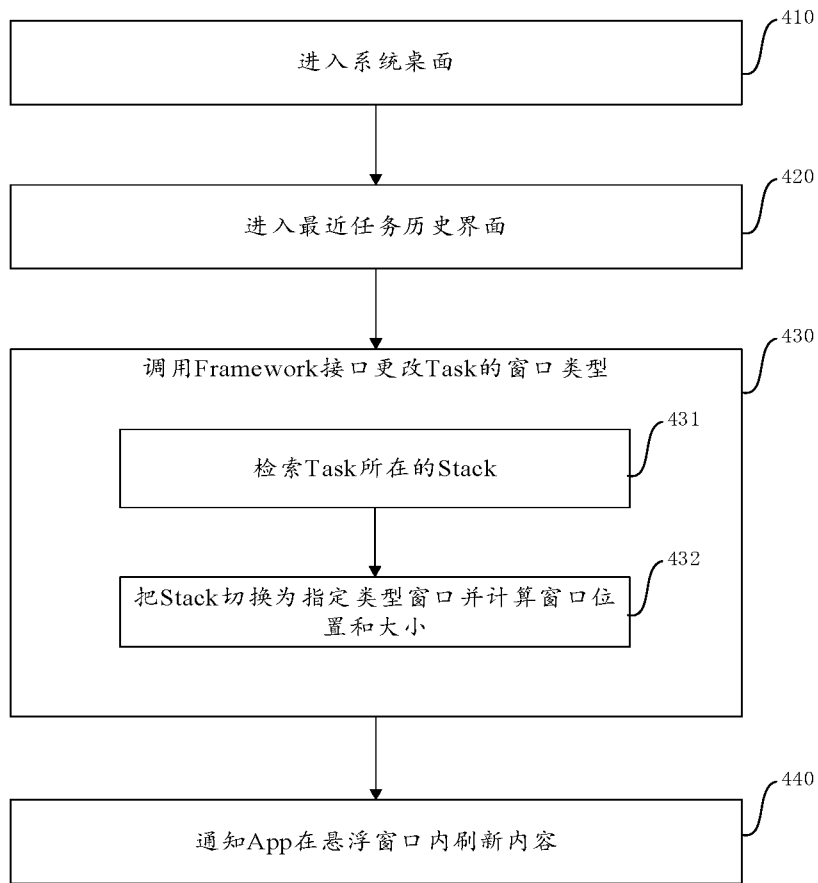 410
进入系统桌面
420
进入最近任务历史界面
430
调用Framework接口更改Task的窗口类型
431
检索Task所在的Stack
432
把Stack切换为指定类型窗口并计算窗口位
置和大小
440
通知App在悬浮窗口内刷新内容